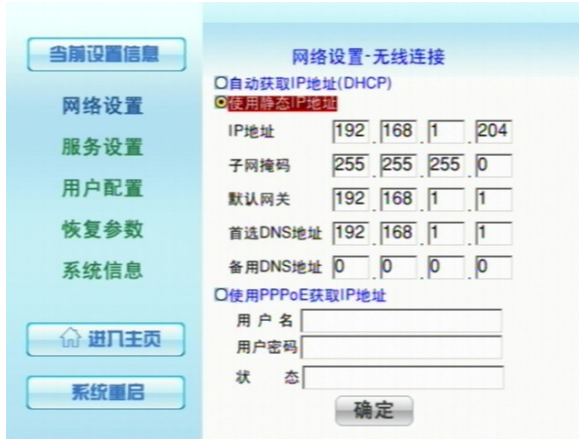 当前设置信息
网络设置
服务设置
用户配置
恢复参数
系统信息
进入主页
系统重启
网络设置-无线连接
自动获取IP地址(DHCP)
使用静态IP地址
IP地址 192 . 168 . 1 . 204
子网掩码 255 . 255 . 255 . 0
默认网关 192 . 168 . 1 . 1
首选DNS地址 192 . 168 . 1 . 1
备用DNS地址 0 . 0 . 0 . 0
使用PPPoE获取IP地址
用 户 名
用户密码
状 态
确定